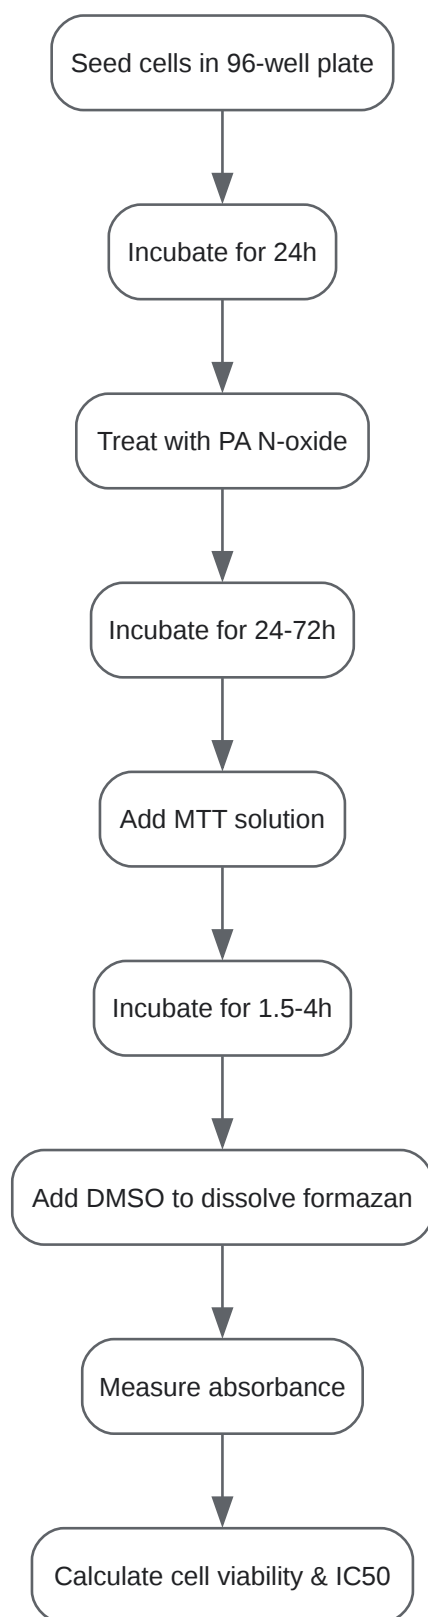 Seed cells in 96-well plate
Incubate for 24h
Treat with PA N-oxide
Incubate for 24-72h
Add MTT solution
Incubate for 1.5-4h
Add DMSO to dissolve formazan
Measure absorbance
Calculate cell viability & IC50